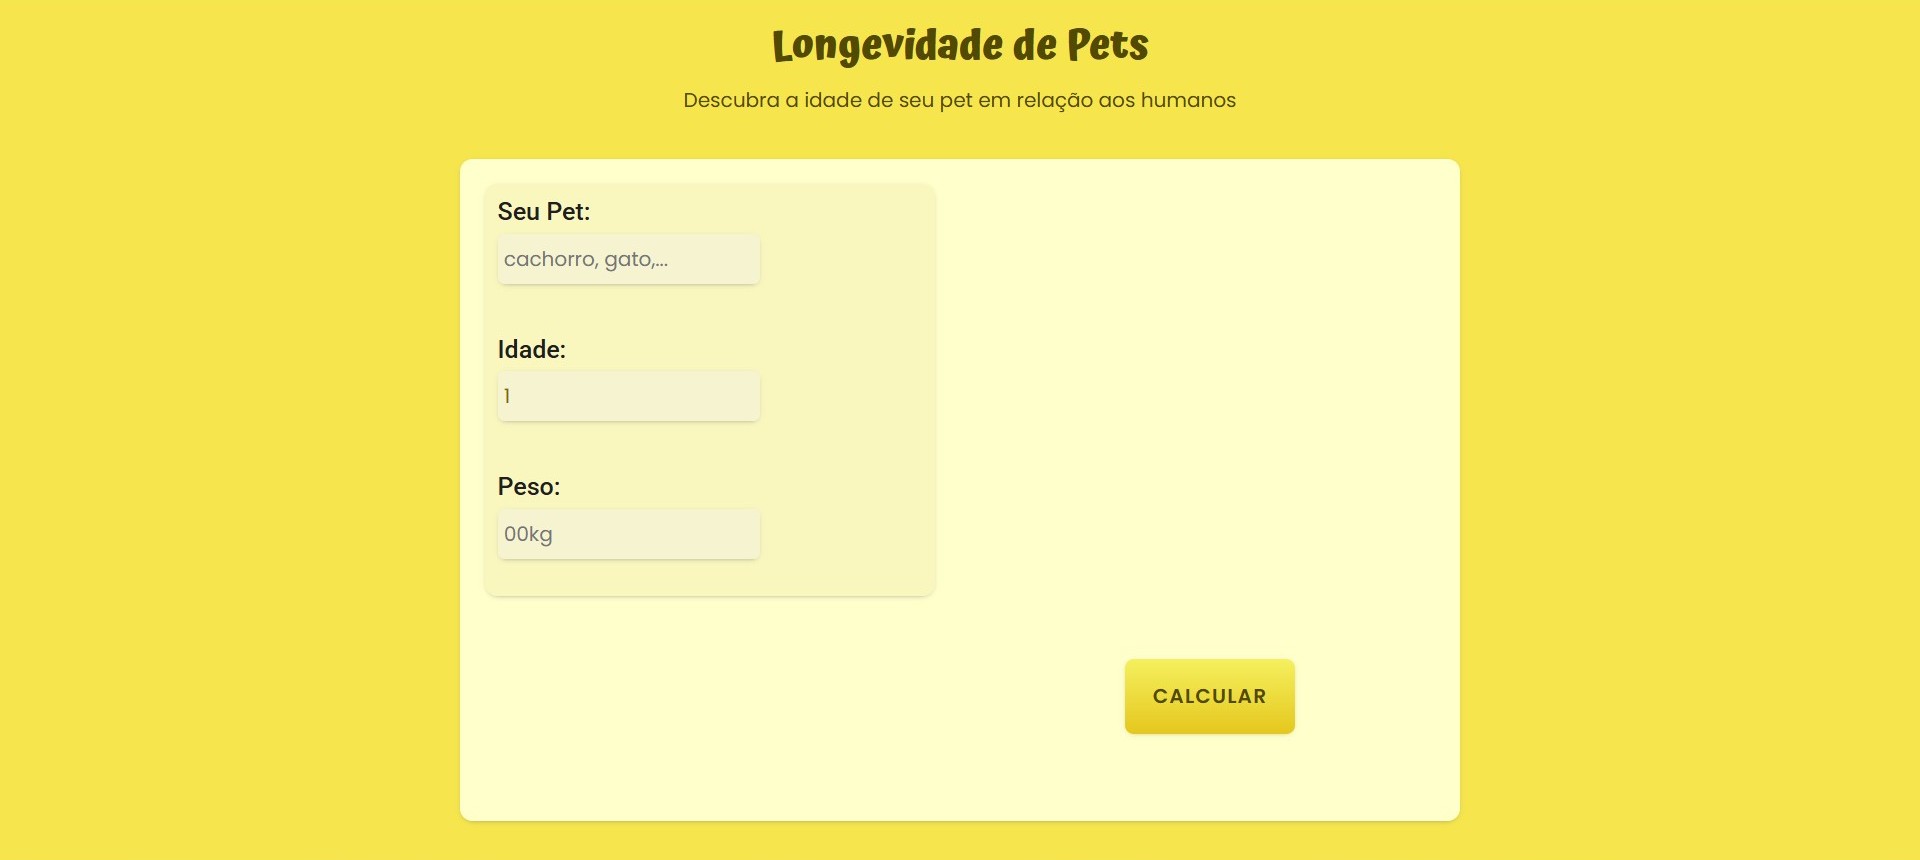 Longevidade de Pets
Descubra a idade de seu pet em relação aos humanos
Seu Pet:
cachorro, gato,...
Idade:
1
Peso:
00kg
CALCULAR